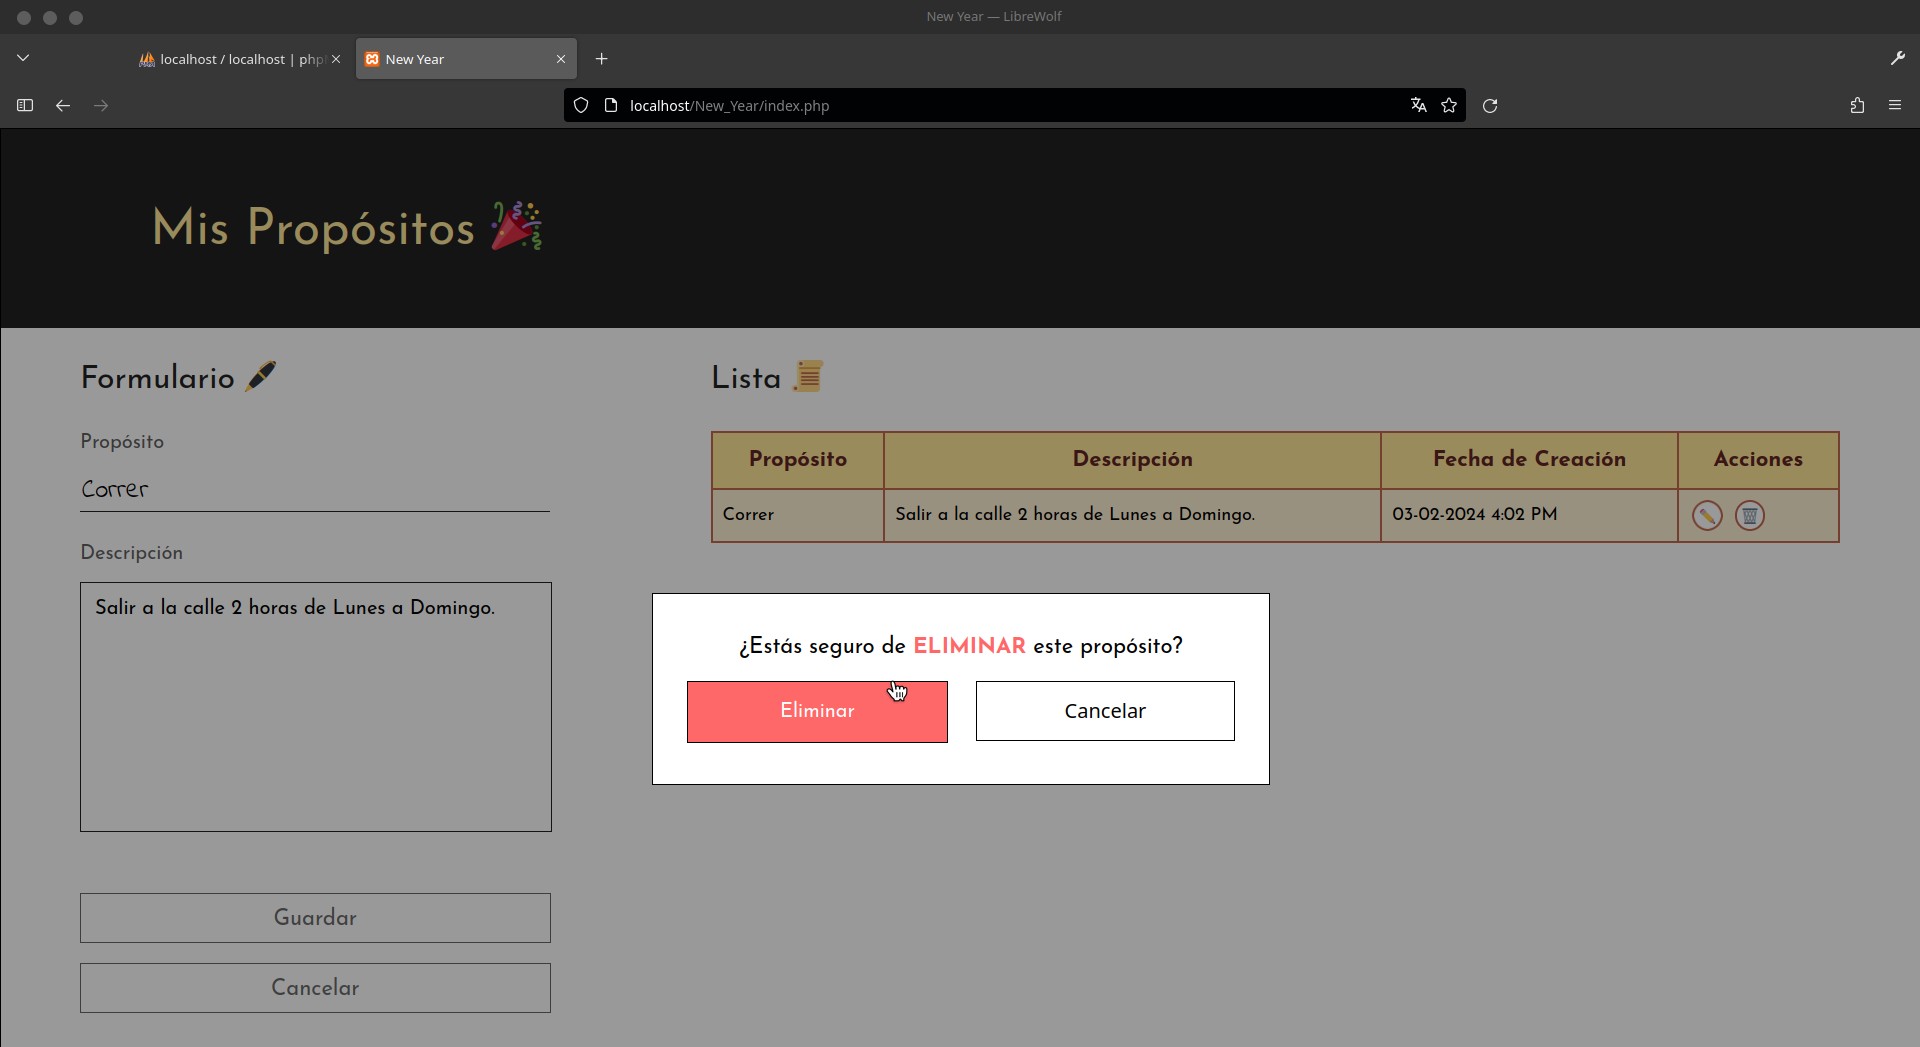 New Year — LibreWolf
localhost / localhost | php
New Year
localhost/New_Year/index.php
Mis Propósitos
Formulario
Propósito
Correr
Descripción
Salir a la calle 2 horas de Lunes a Domingo.
Guardar
Cancelar
Lista
Propósito Descripción Fecha de Creación Acciones
Correr Salir a la calle 2 horas de Lunes a Domingo. 03-02-2024 4:02 PM
¿Estás seguro de ELIMINAR este propósito?
Eliminar Cancelar